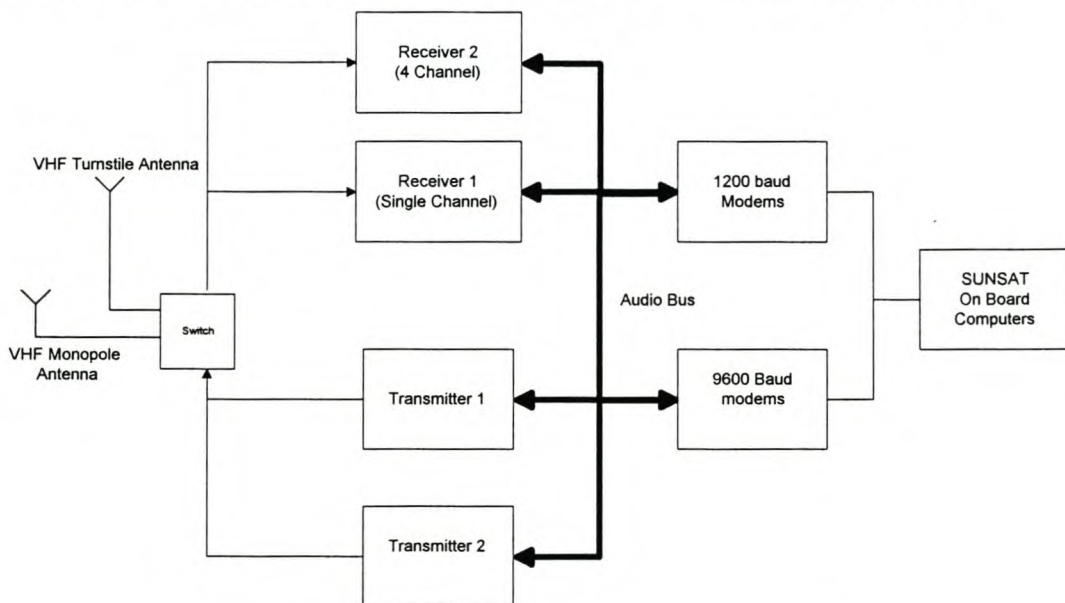 Receiver 2
(4 Channel)
VHF Turnstile Antenna
Receiver 1
(Single Channel)
1200 baud
Modems
SUNSAT
On Board
Computers
Audio Bus
Switch
VHF Monopole
Antenna
Transmitter 1
9600 Baud
modems
Transmitter 2